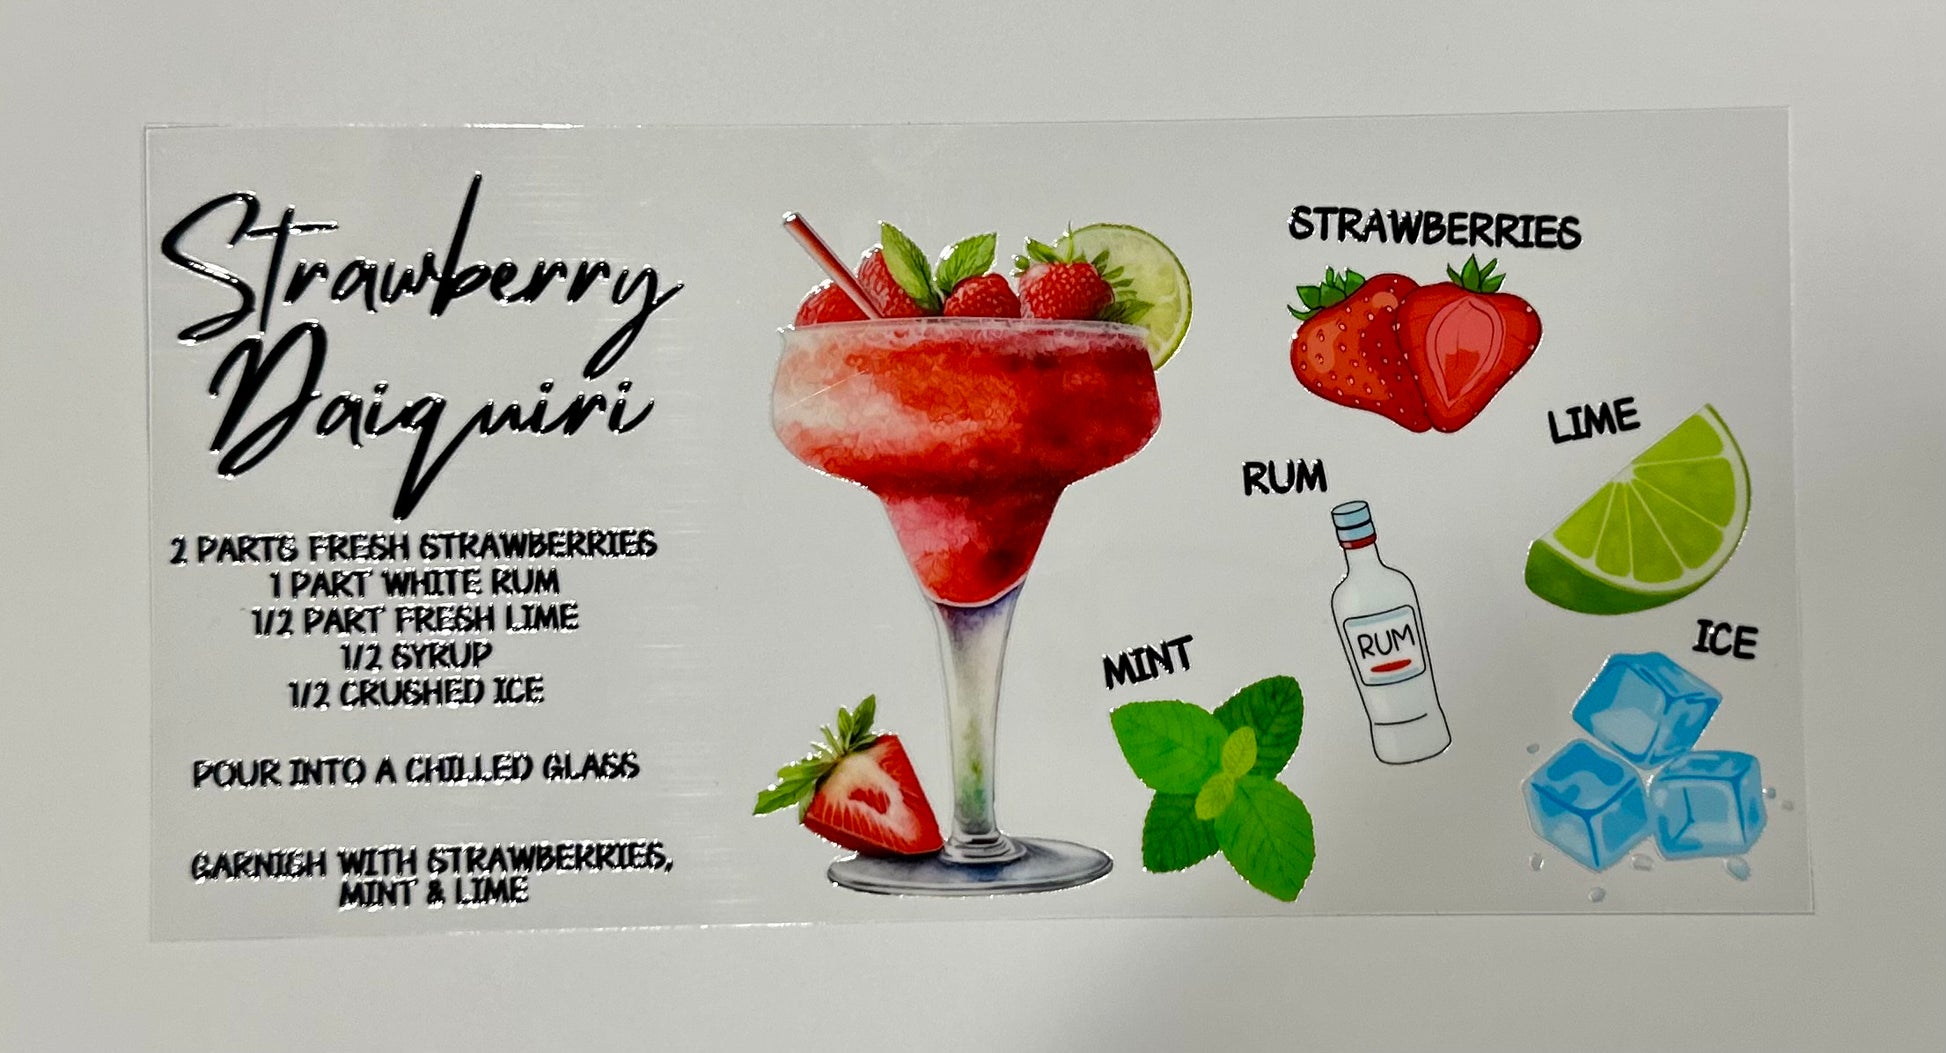 Strawberry
Daiquiri
2 PARTS FRESH STRAWBERRIES
1 PART WHITE RUM
1/2 PART FRESH LIME
1/2 SYRUP
1/2 CRUSHED ICE
POUR INTO A CHILLED GLASS
GARNISH WITH STRAWBERRIES,
MINT & LIME
STRAWBERRIES
LIME
RUM
RUM
MINT
ICE